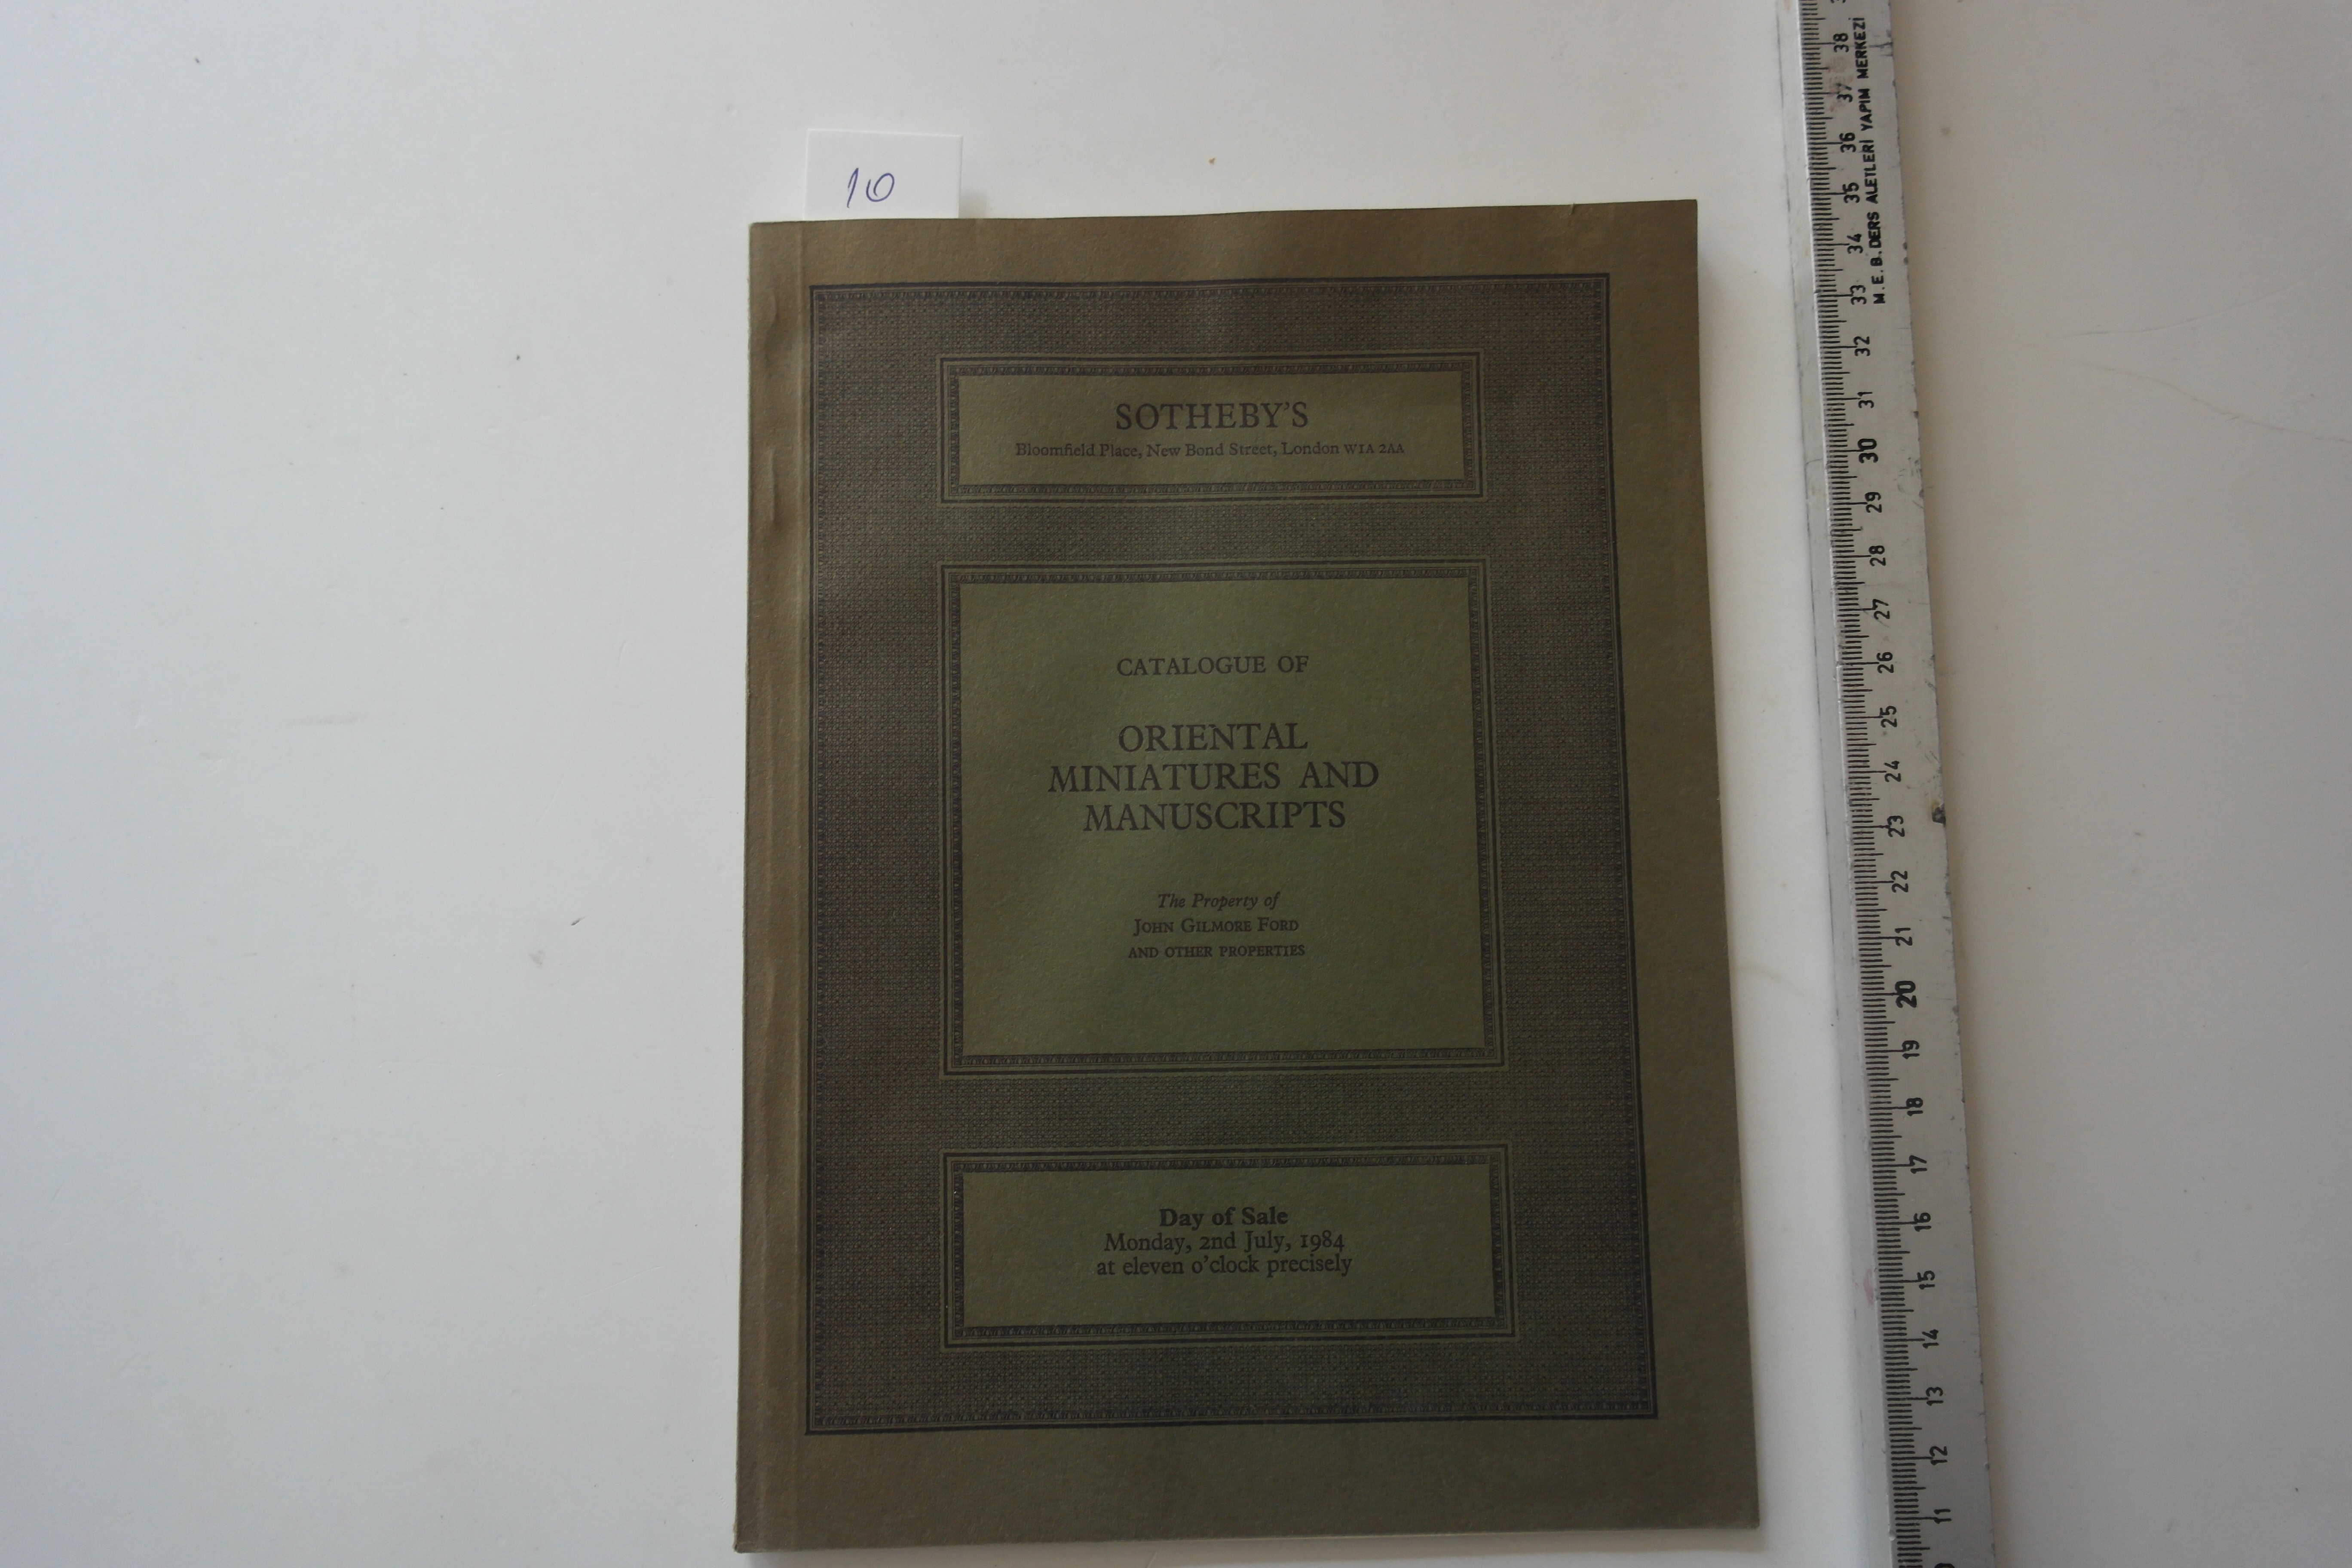 10
SOTHEBY'S
Bloomfield Place, New Bond Street, London W1A 2AA
CATALOGUE OF
ORIENTAL
MINIATURES AND
MANUSCRIPTS
The Property of
JOHN GILMORE FORD
AND OTHER PROPERTIES
Day of Sale
Monday, 2nd July, 1984
at eleven o'clock precisely
M.E.B. DERS ALETLERİ YAPIM MERKEZİ
38
37
36
35
34
33
32
31
30
29
28
27
26
25
24
23
22
21
20
19
18
17
16
15
14
13
12
11